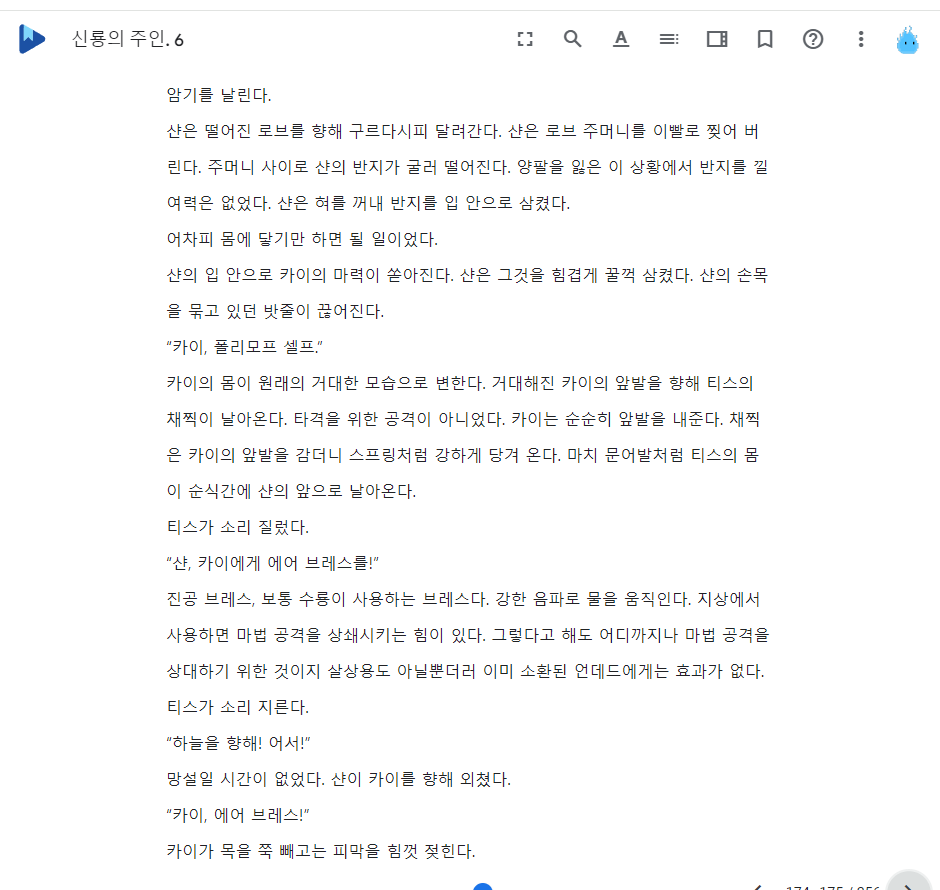 신룡의 주인. 6
암기를 날린다.
샨은 떨어진 로브를 향해 구르다시피 달려간다. 샨은 로브 주머니를 이빨로 찢어 버
린다. 주머니 사이로 샨의 반지가 굴러 떨어진다. 양팔을 잃은 이 상황에서 반지를 낄
여력은 없었다. 샨은 혀를 꺼내 반지를 입 안으로 삼켰다.
어차피 몸에 닿기만 하면 될 일이었다.
샨의 입 안으로 카이의 마력이 쏟아진다. 샨은 그것을 힘겹게 꿀꺽 삼켰다. 샨의 손목
을 묶고 있던 밧줄이 끊어진다.
“카이, 폴리모프 셀프.”
카이의 몸이 원래의 거대한 모습으로 변한다. 거대해진 카이의 앞발을 향해 티스의
채찍이 날아온다. 타격을 위한 공격이 아니었다. 카이는 순순히 앞발을 내준다. 채찍
은 카이의 앞발을 감더니 스프링처럼 강하게 당겨 온다. 마치 문어발처럼 티스의 몸
이 순식간에 샨의 앞으로 날아온다.
티스가 소리 질렀다.
“샨, 카이에게 에어 브레스를!”
진공 브레스, 보통 수룡이 사용하는 브레스다. 강한 음파로 물을 움직인다. 지상에서
사용하면 마법 공격을 상쇄시키는 힘이 있다. 그렇다고 해도 어디까지나 마법 공격을
상대하기 위한 것이지 살상용도 아닐뿐더러 이미 소환된 언데드에게는 효과가 없다.
티스가 소리 지른다.
“하늘을 향해! 어서!”
망설일 시간이 없었다. 샨이 카이를 향해 외쳤다.
“카이, 에어 브레스!”
카이가 목을 쭉 빼고는 피막을 힘껏 젖힌다.